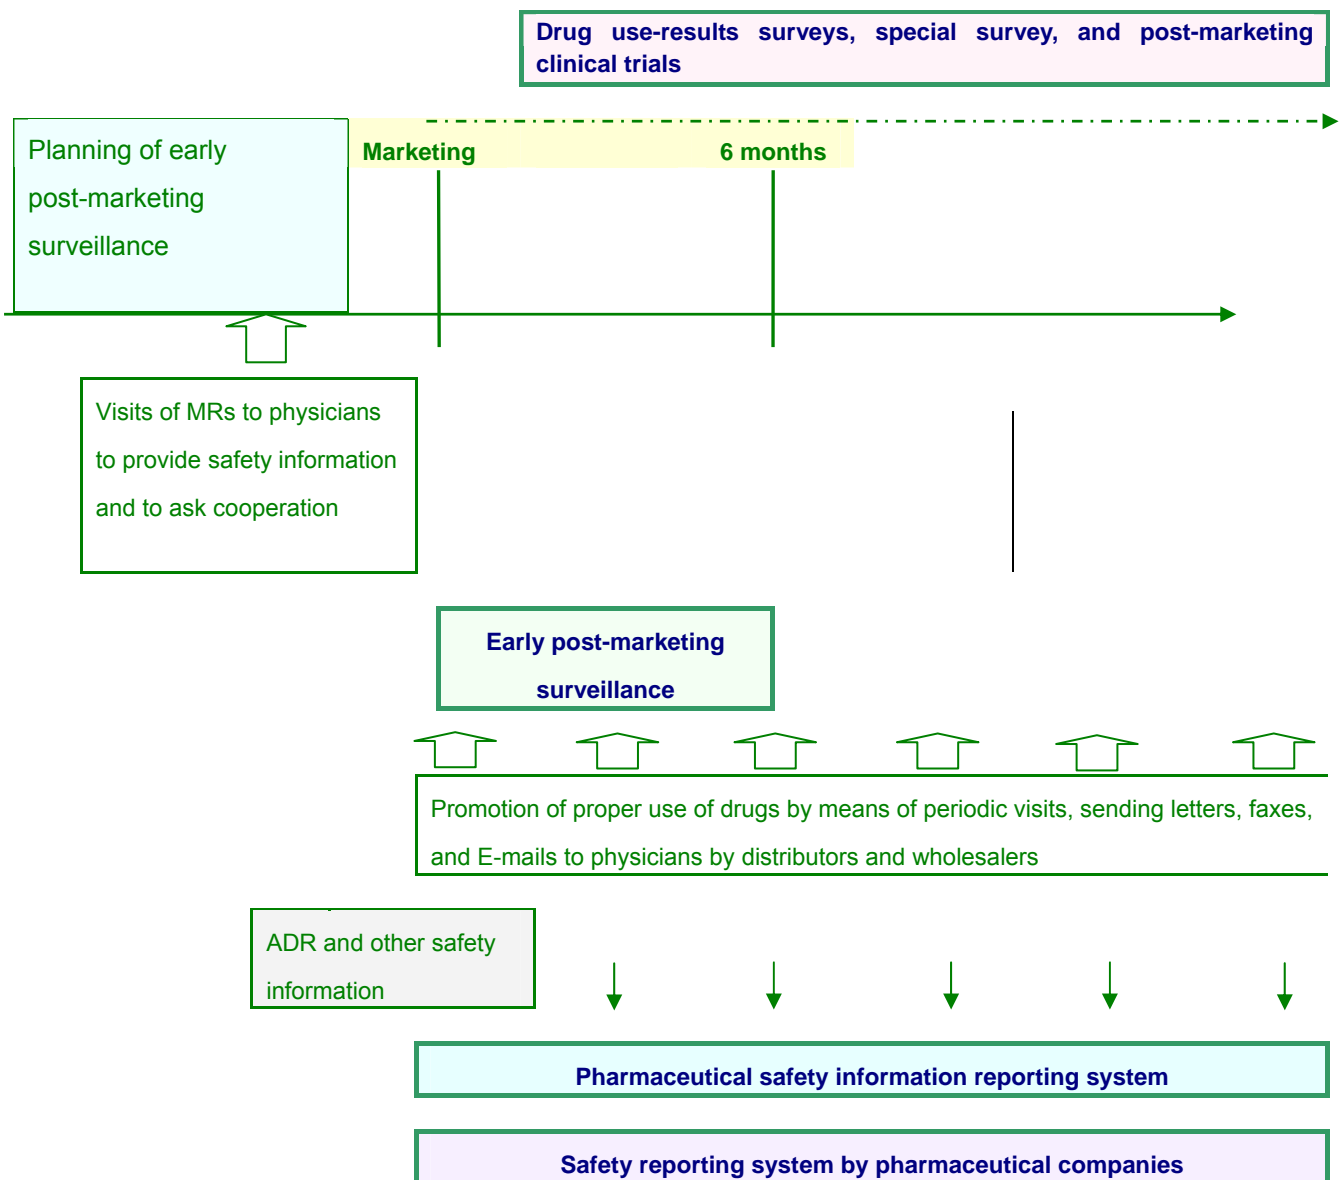 Drug use-results surveys, special survey, and post-marketing
clinical trials
Planning of early
post-marketing
surveillance
Marketing
6 months
Visits of MRs to physicians
to provide safety information
and to ask cooperation
Early post-marketing
surveillance
Promotion of proper use of drugs by means of periodic visits, sending letters, faxes,
and E-mails to physicians by distributors and wholesalers
ADR and other safety
information
Pharmaceutical safety information reporting system
Safety reporting system by pharmaceutical companies